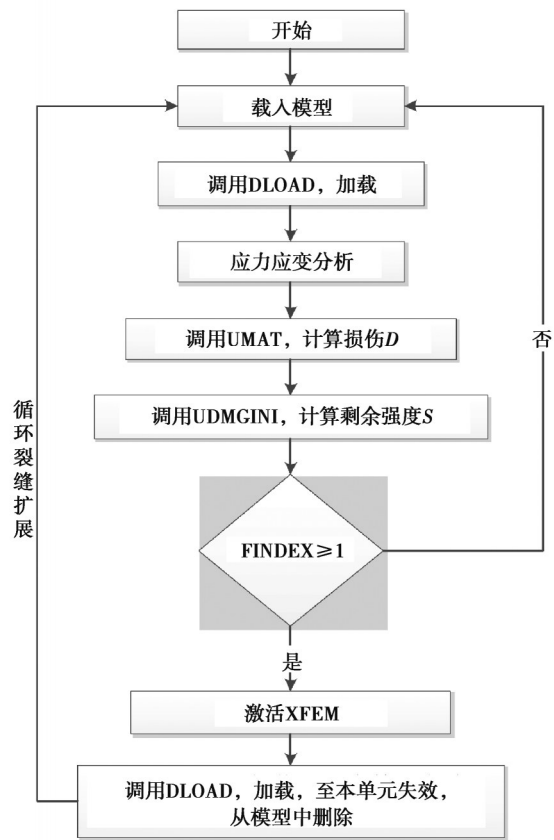 开始
载入模型
调用DLOAD，加载
应力应变分析
调用UMAT，计算损伤D
调用UDMGINI，计算剩余强度S
FINDEX≥1
否
是
激活XFEM
调用DLOAD，加载，至本单元失效，
从模型中删除
循环裂缝扩展